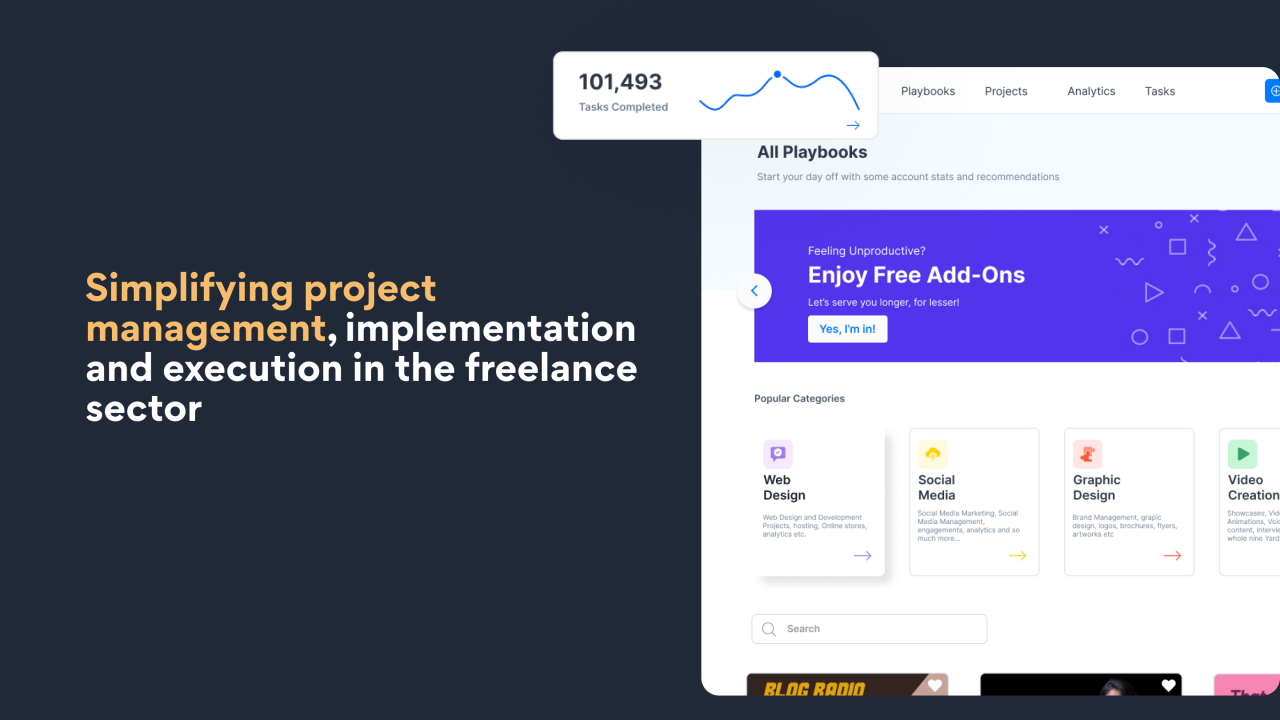 101,493
Tasks Completed
Playbooks
Projects
Analytics
Tasks
All Playbooks
Start your day off with some account stats and recommendations
Simplifying project
management, implementation
and execution in the freelance
sector
Feeling Unproductive?
Enjoy Free Add-Ons
Let's serve you longer, for lesser!
Yes, I'm in!
Popular Categories
Web
Design
Web Design and Development
Projects, hosting, Online stores,
analytics etc.
Social
Media
Social Media Marketing, Social
Media Management,
engagements, analytics and so
much more...
Graphic
Design
Brand Management, grapic
design, logos, brochures, flyers,
artworks etc
Video
Creation
Showcases, Vid
Animations, Voi
content, intervie
whole nine Yard
Search
BLOG RADIO
That